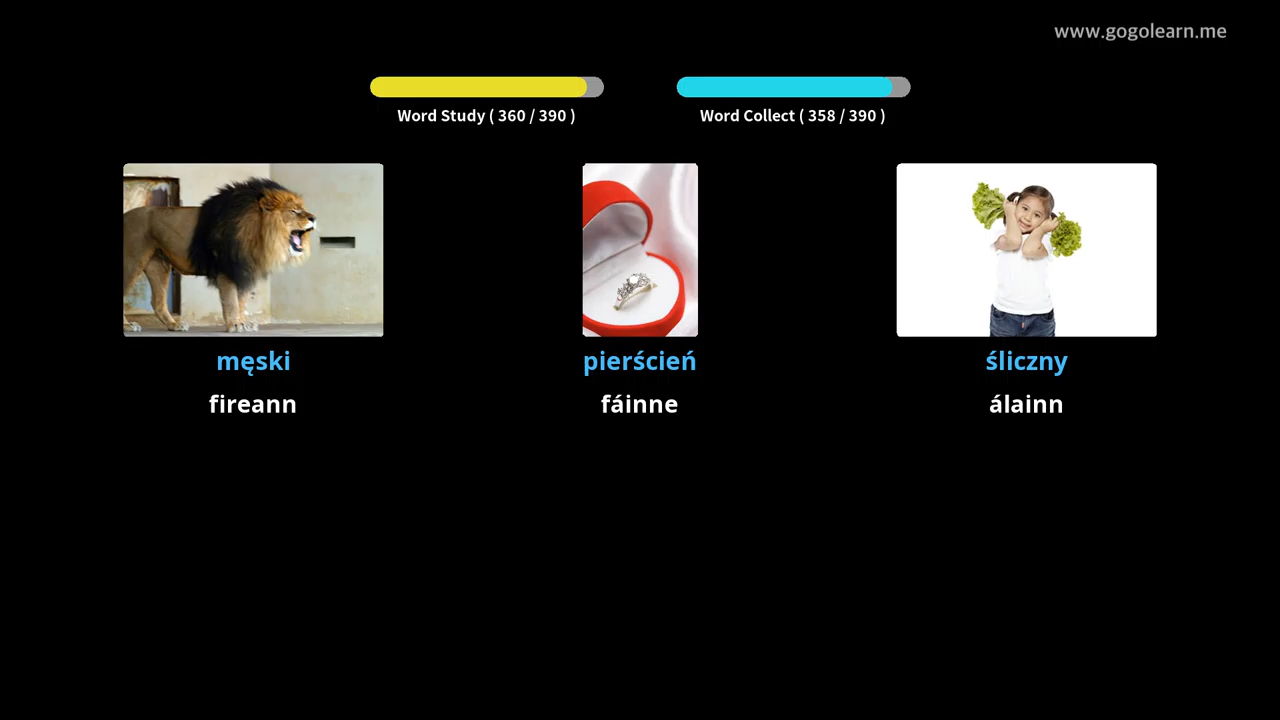 www.gogolearn.me
Word Study ( 360 / 390 )
Word Collect ( 358 / 390 )
męski
pierścień
śliczny
fireann
fáinne
álainn